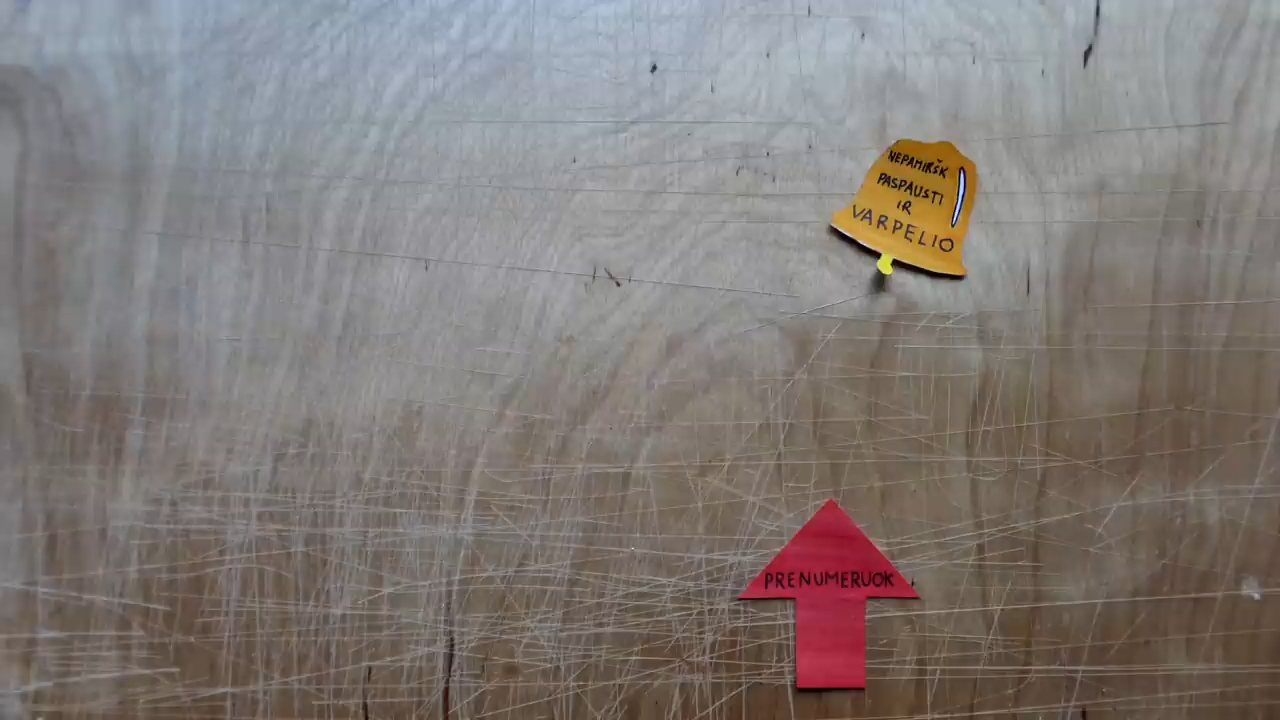 NEPAMIRŠK
PASPAUSTI
IR
VARPELIO
PRENUMERUOK